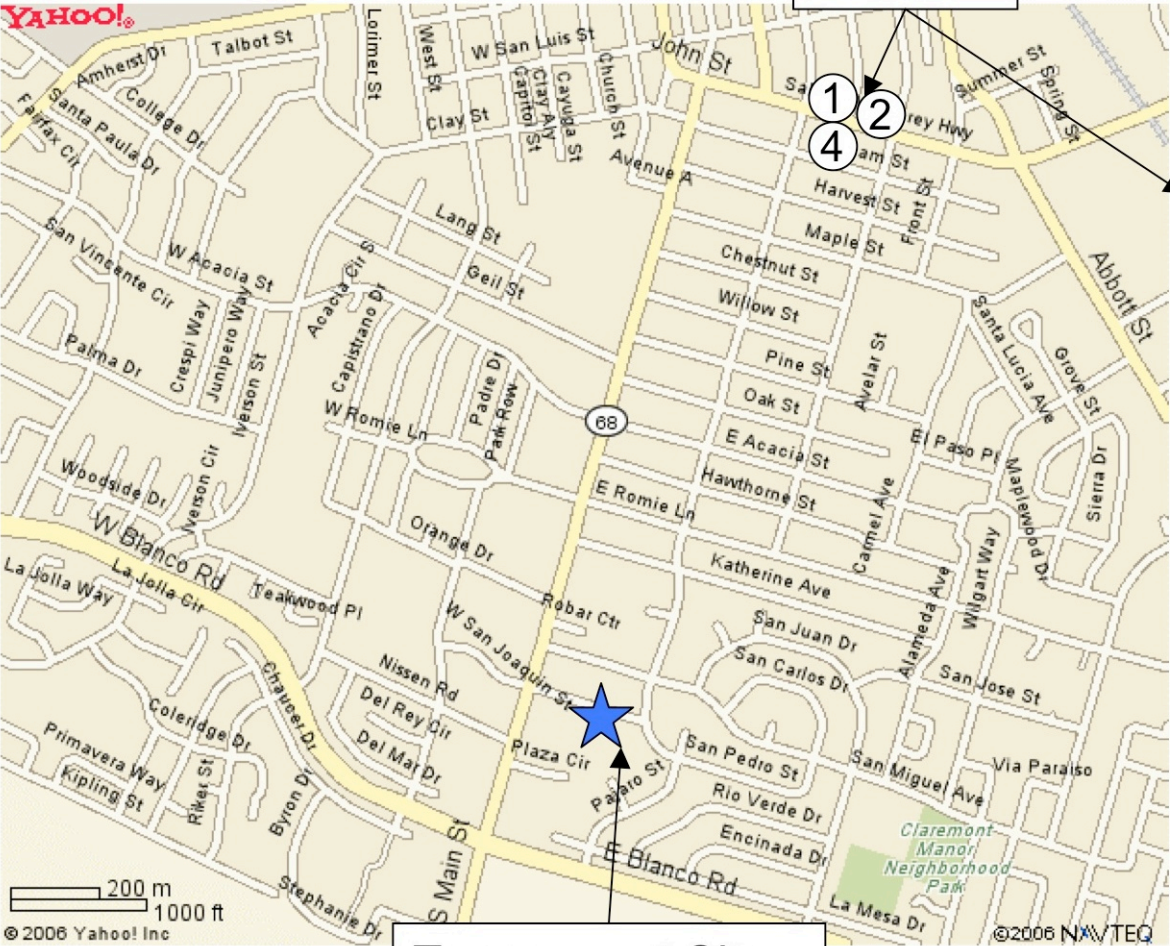 YAHOO!®
Amherst Dr
Talbot St
Lorimer St
West St
W San Luis St
John St
Capitol St
Clay Aly
Cayuga St
Church St
Summer St
Spring St
Santa Paula Dr
College Dr
Fairfax Cir
Clay St
1
2
4
Sa
rey Hwy
am St
Avenue A
Harvest St
Front St
Maple St
Chestnut St
Willow St
Abbott St
Lang St
Geil St
San Vincente Cir
W Acacia St
Acacia Cir S
Capistrano Dr
Crespi Way
Junipero Way
Iverson St
Palma Dr
Padre Dr
Park Row
W Romie Ln
68
Pine St
Avelar St
Oak St
E Acacia St
El Paso Pl
Santa Lucia Ave
Grove St
Sierra Dr
Maplewood Dr
Hawthorne St
E Romie Ln
Carmel Ave
Woodside Dr
Iverson Cir
W Blanco Rd
Orange Dr
Katherine Ave
Wilgart Way
Alameda Ave
La Jolla Way
La Jolla Cir
Teakwood Pl
Robar Ctr
San Juan Dr
San Carlos Dr
San Jose St
W San Joaquin St
Nissen Rd
Del Rey Cir
Del Mar Dr
Plaza Cir
Chaucer Dr
Coleridge Dr
Primavera Way
Kipling St
Riker St
Byron Dr
Stephanie Dr
S Main St
Pajaro St
San Pedro St
San Miguel Ave
Via Paraiso
Rio Verde Dr
Encinada Dr
E Blanco Rd
La Mesa Dr
Claremont
Manor
Neighborhood
Park
200 m
1000 ft
© 2006 Yahoo! Inc
©2006 NAVTEQ